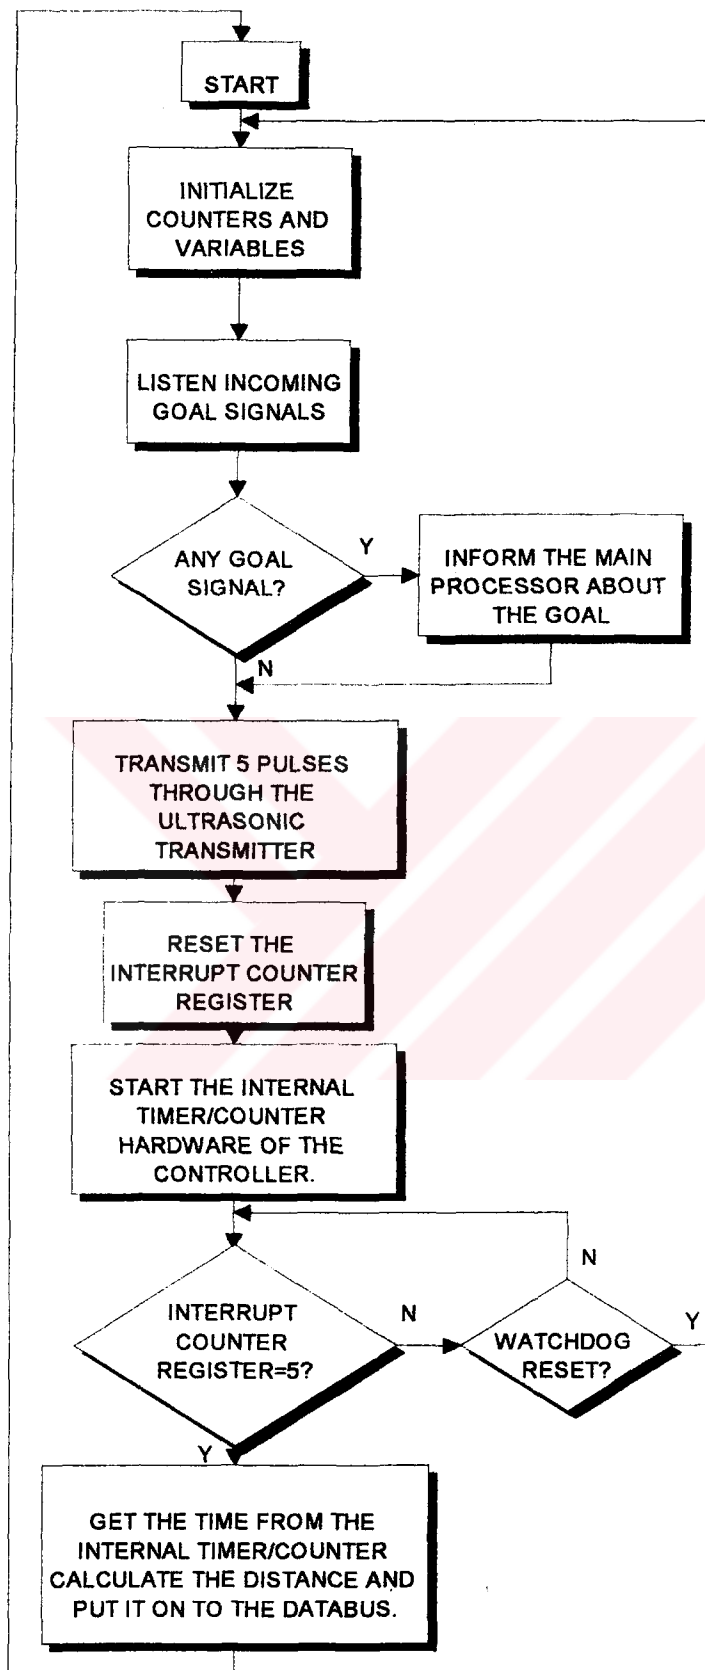 START
INITIALIZE
COUNTERS AND
VARIABLES
LISTEN INCOMING
GOAL SIGNALS
ANY GOAL
SIGNAL?
Y
INFORM THE MAIN
PROCESSOR ABOUT
THE GOAL
N
TRANSMIT 5 PULSES
THROUGH THE
ULTRASONIC
TRANSMITTER
RESET THE
INTERRUPT COUNTER
REGISTER
START THE INTERNAL
TIMER/COUNTER
HARDWARE OF THE
CONTROLLER.
INTERRUPT
COUNTER
REGISTER=5?
N
WATCHDOG
RESET?
N
Y
Y
GET THE TIME FROM THE
INTERNAL TIMER/COUNTER
CALCULATE THE DISTANCE AND
PUT IT ON TO THE DATABUS.